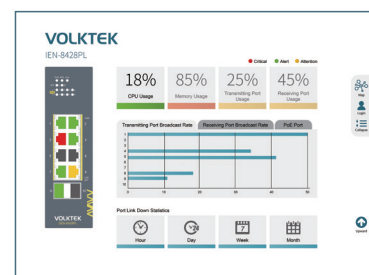 VOLKTEK
IEN-8428PL
Critical Alert Attention
18% 85% 25% 45%
CPU Usage Memory Usage Transmitting Port Usage Receiving Port Usage
Map
Login
Collapse
Transmitting Port Broadcast Rate Receiving Port Broadcast Rate PoE Port
1
2
3
4
5
6
7
8
9
10
0 10 20 30 40 50
VOLKTEK
Port Link Down Statistics
24 7
Hour Day Week Month
Upward